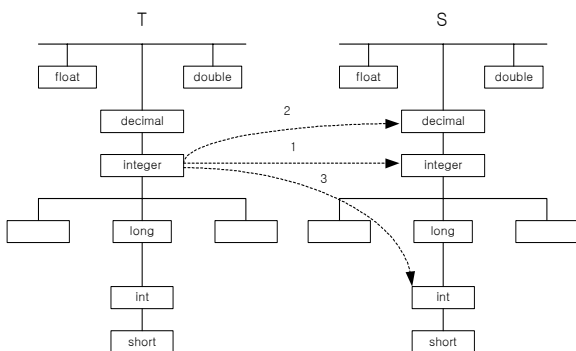 T
S
float
double
float
double
decimal
2
decimal
integer
1
integer
3
long
long
int
int
short
short